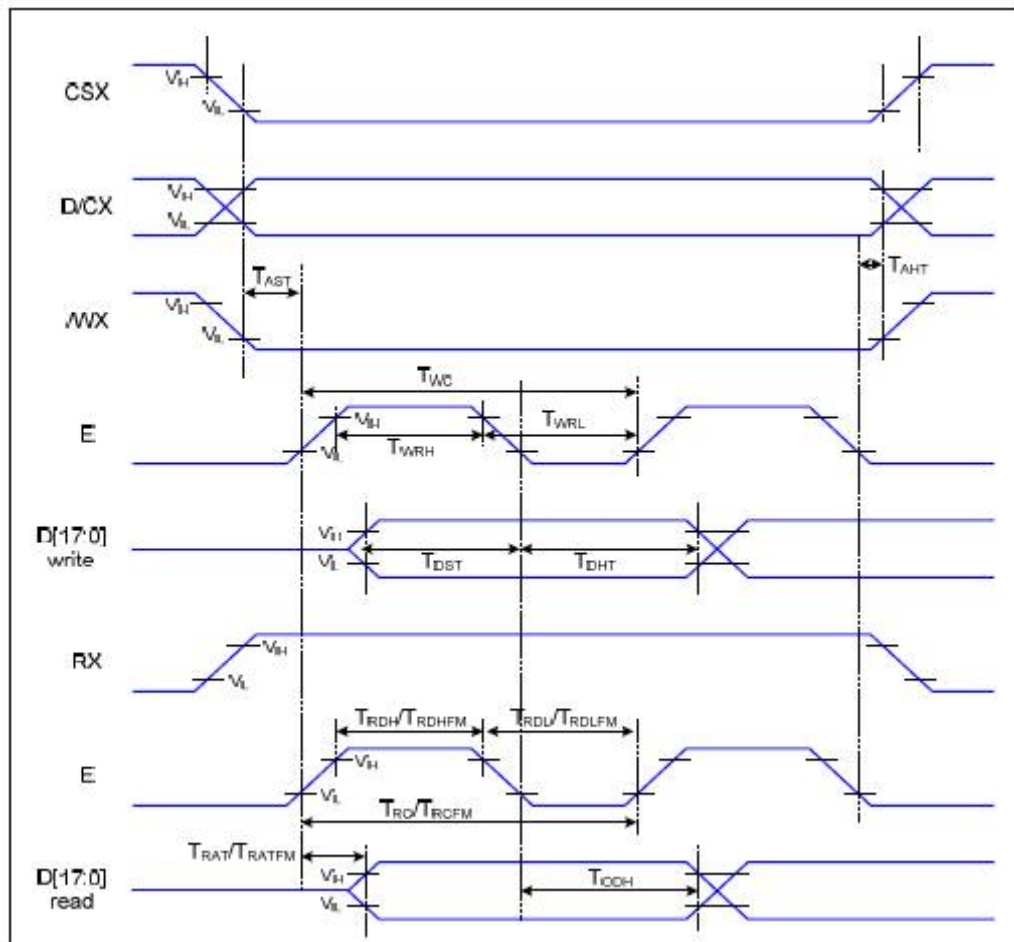 CSX
VIH
VIL
D/CX
VIH
VIL
TAST
TAHT
/WX
VIH
VIL
TWC
E
VIH
VIL
TWRH
TWRL
D[17:0]
write
VIH
VIL
TDST
TDHT
RX
VIH
VIL
TRDH/TRDHFM
TRDL/TRDLFM
E
VIH
VIL
TRC/TRCFM
TRAT/TRATFM
D[17:0]
read
VIH
VIL
TODH